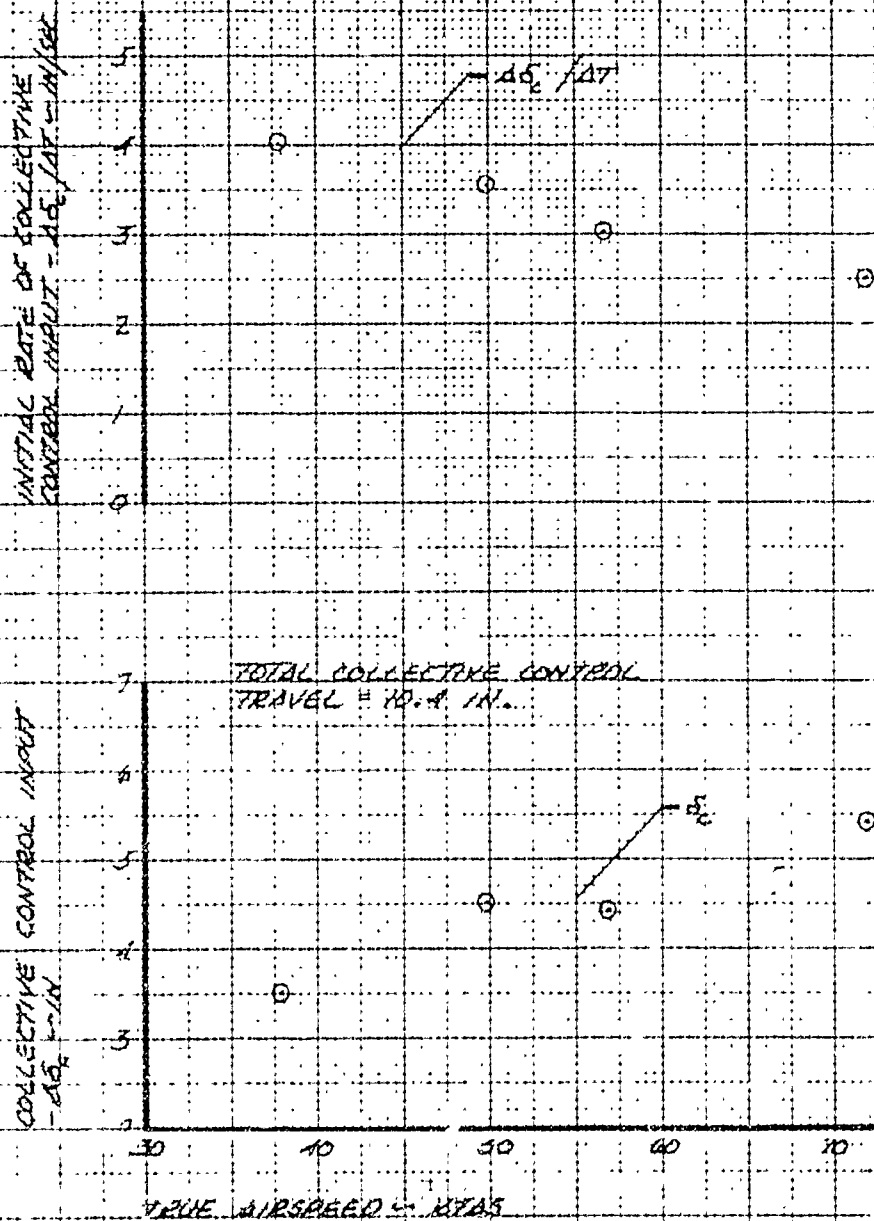 INITIAL RATE OF COLLECTIVE
CONTROL INPUT - Δδc/ΔT ~ IN/SEC
5
4
3
2
1
0
Δδc /ΔT
TOTAL COLLECTIVE CONTROL
TRAVEL = 10.4 IN.
COLLECTIVE CONTROL INPUT
- Δδc ~ IN
7
6
5
4
3
2
δc
30 40 50 60 70
TRUE AIRSPEED ~ KTAS